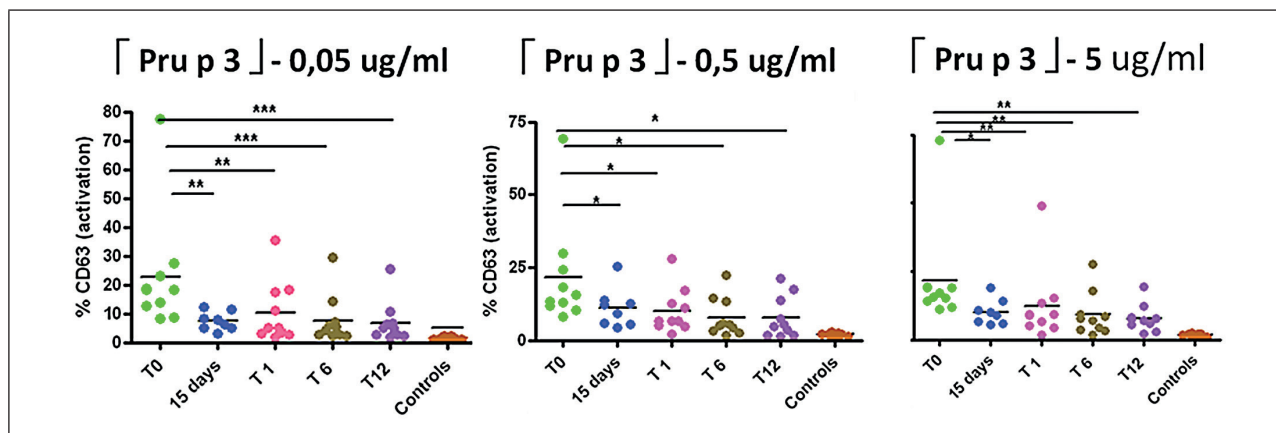 ⌈ Pru p 3 ⌋ - 0,05 ug/ml
% CD63 (activation)
80
70
60
50
40
30
20
10
0
***
***
**
**
T0
15 days
T 1
T 6
T12
Controls
⌈ Pru p 3 ⌋ - 0,5 ug/ml
% CD63 (activation)
75
50
25
0
*
*
*
*
T0
15 days
T 1
T 6
T12
Controls
⌈ Pru p 3 ⌋ - 5 ug/ml
**
**
**
*
T0
15 days
T 1
T 6
T12
Controls